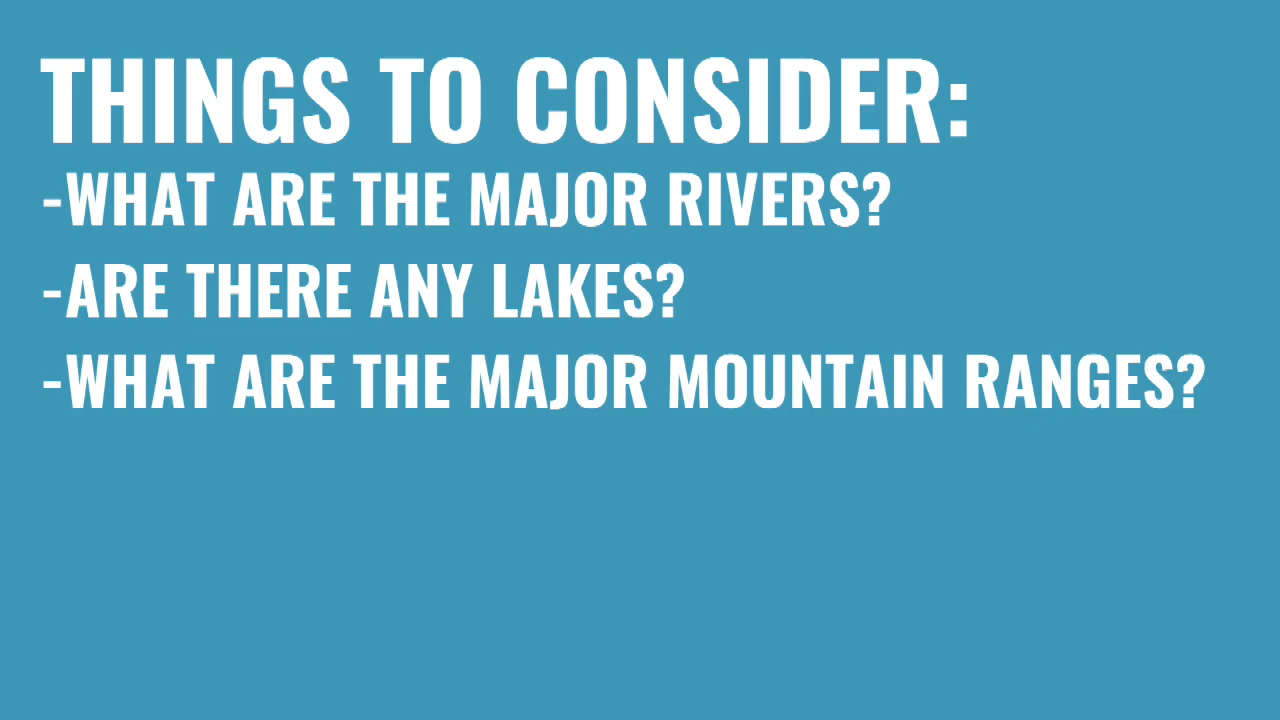 THINGS TO CONSIDER:
-WHAT ARE THE MAJOR RIVERS?
-ARE THERE ANY LAKES?
-WHAT ARE THE MAJOR MOUNTAIN RANGES?